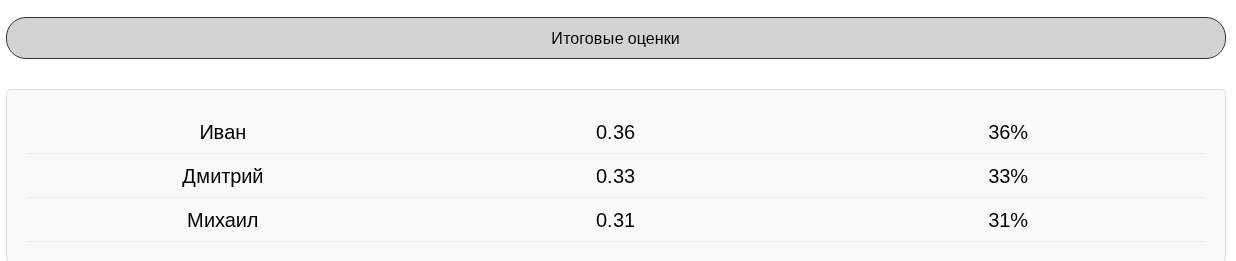 Итоговые оценки
Иван 0.36 36%
Дмитрий 0.33 33%
Михаил 0.31 31%